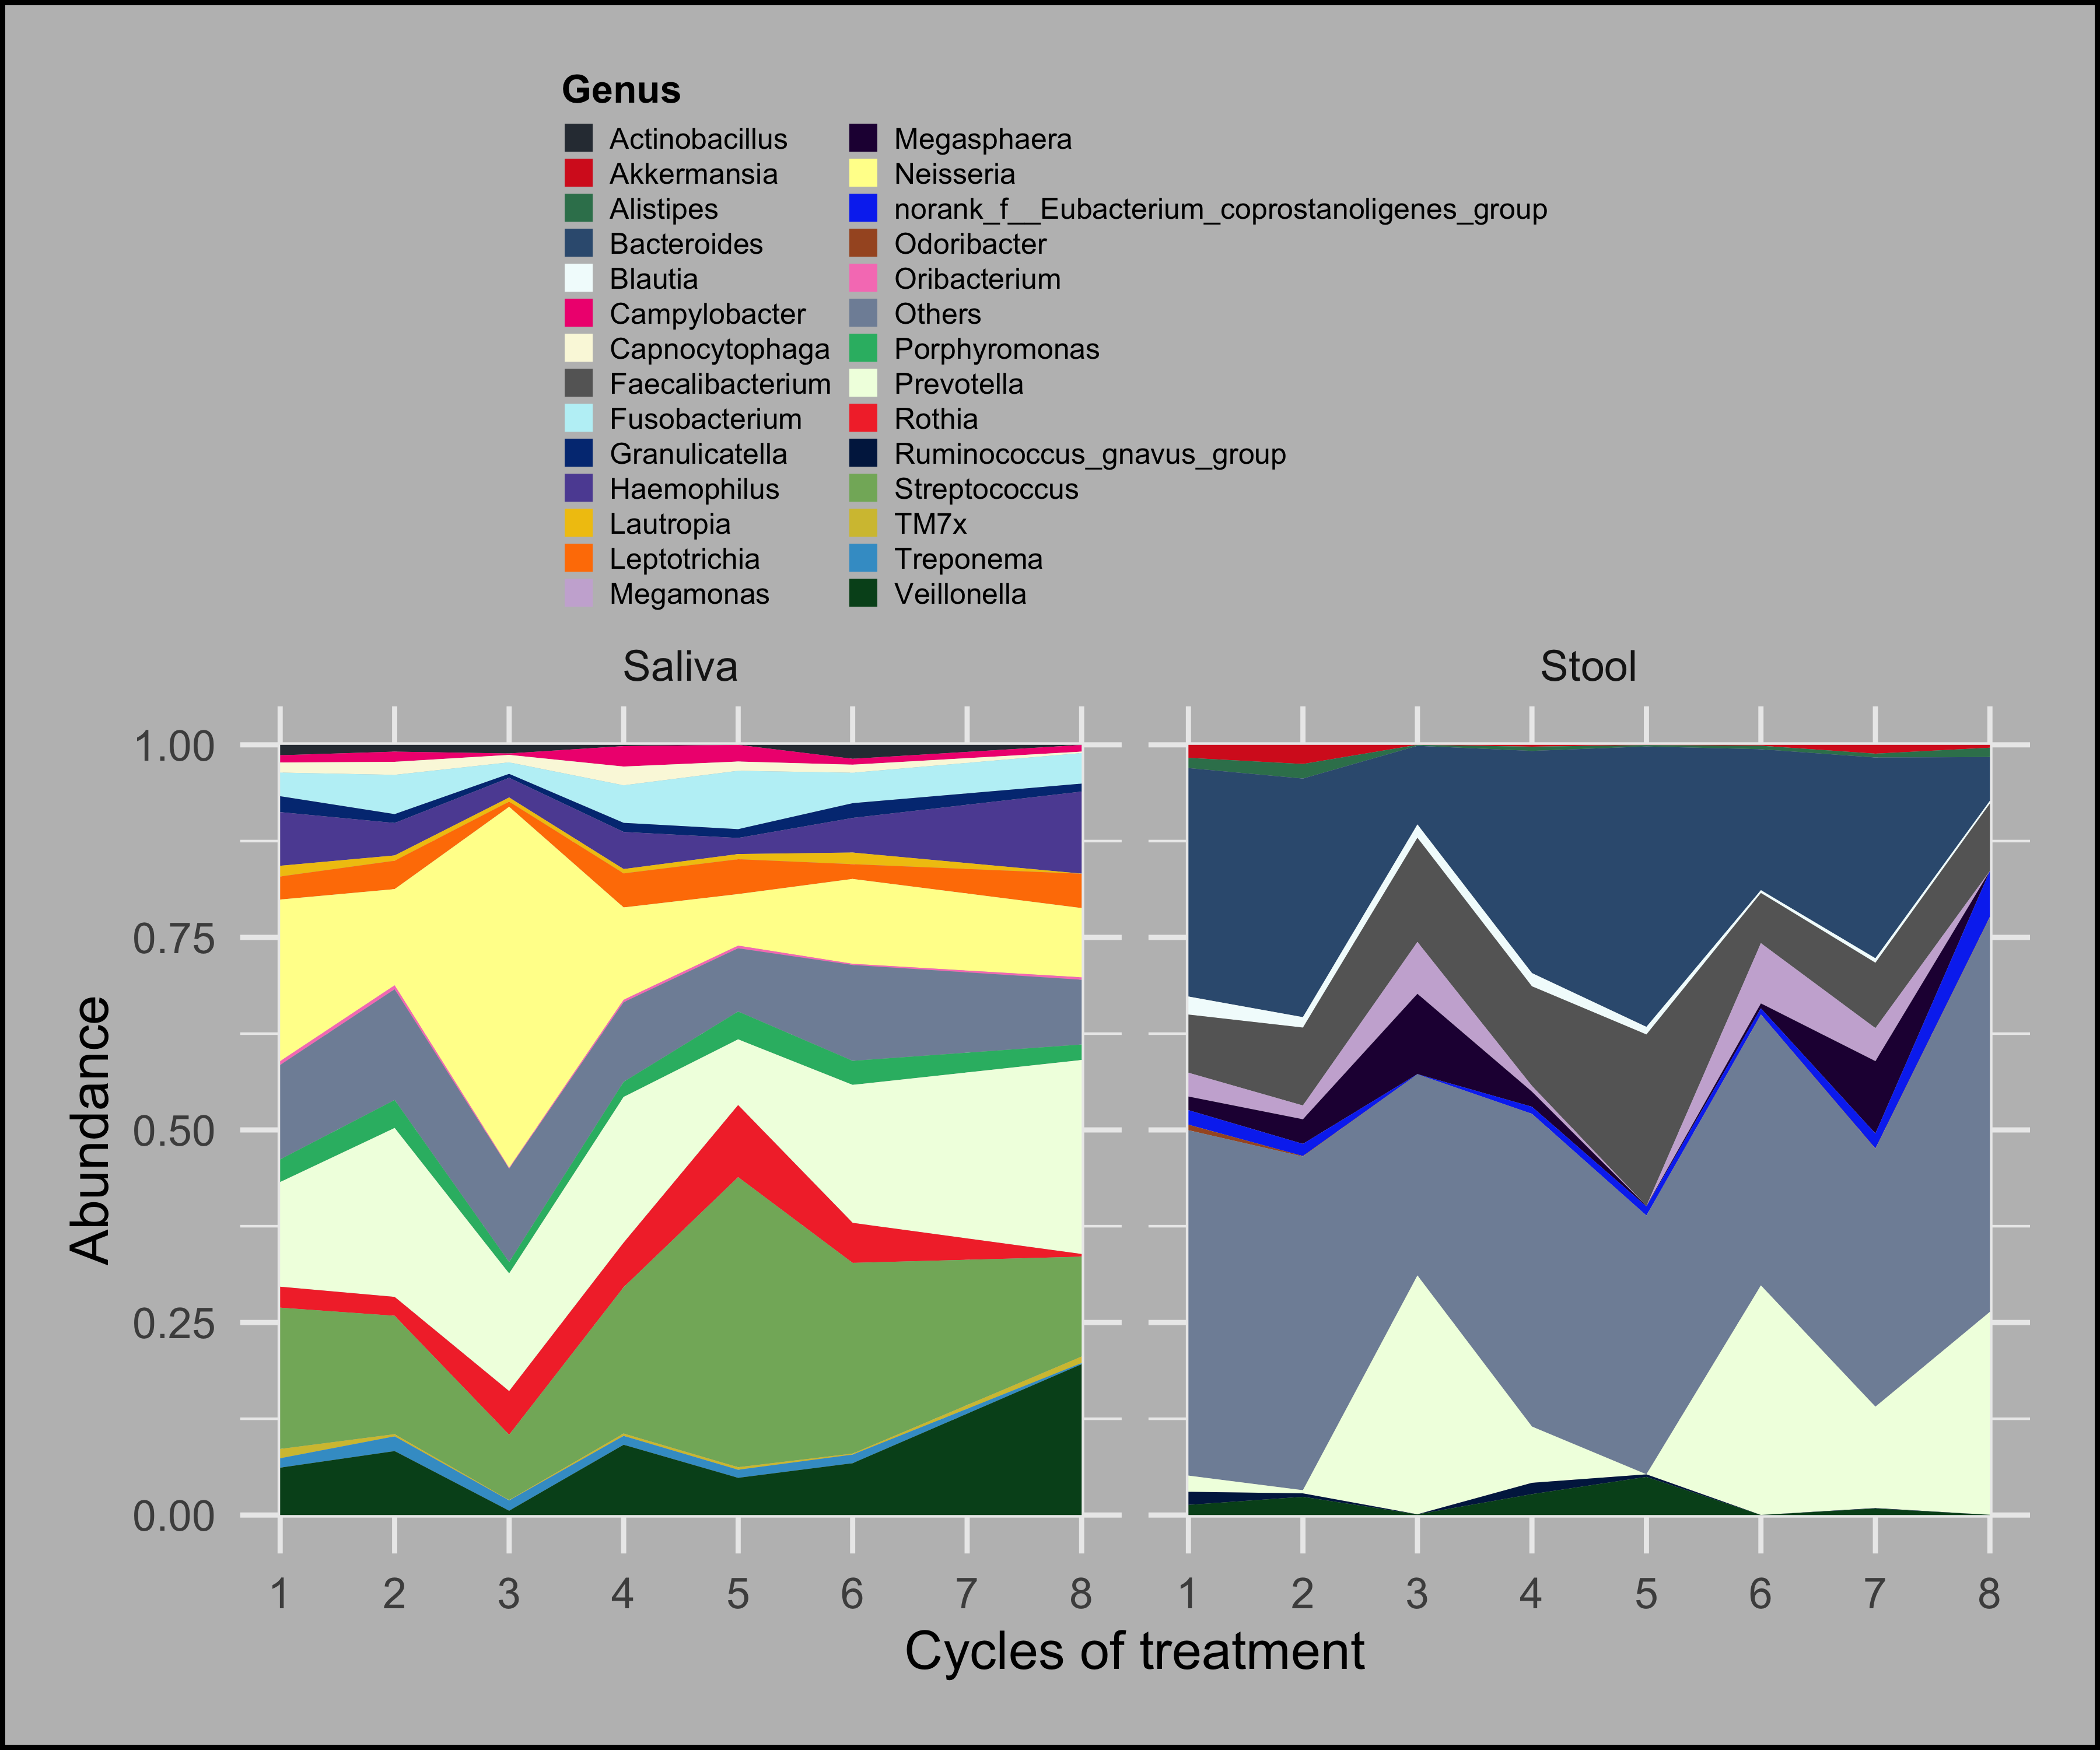 Genus
Actinobacillus
Akkermansia
Alistipes
Bacteroides
Blautia
Campylobacter
Capnocytophaga
Faecalibacterium
Fusobacterium
Granulicatella
Haemophilus
Lautropia
Leptotrichia
Megamonas
Megasphaera
Neisseria
norank_f__Eubacterium_coprostanoligenes_group
Odoribacter
Oribacterium
Others
Porphyromonas
Prevotella
Rothia
Ruminococcus_gnavus_group
Streptococcus
TM7x
Treponema
Veillonella
Saliva
Stool
Abundance
1.00
0.75
0.50
0.25
0.00
1 2 3 4 5 6 7 8
1 2 3 4 5 6 7 8
Cycles of treatment